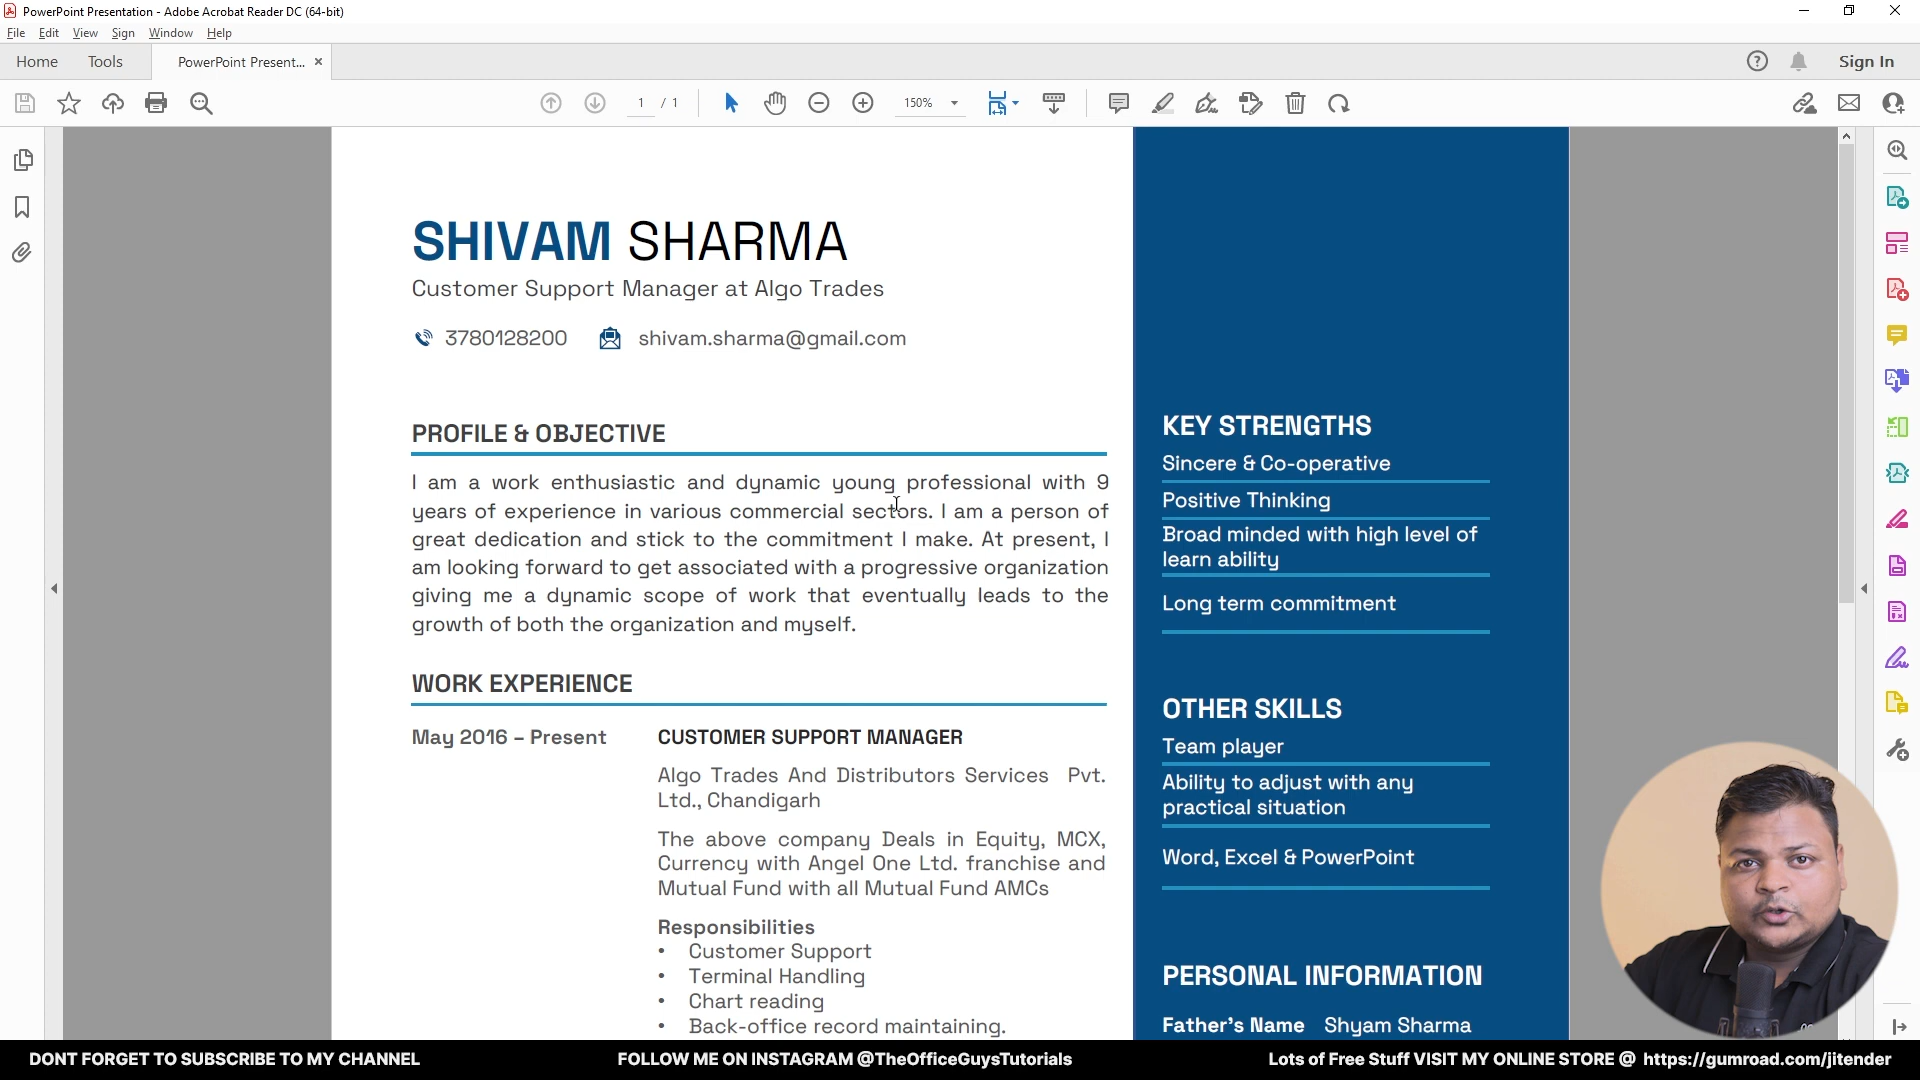 PowerPoint Presentation - Adobe Acrobat Reader DC (64-bit)
File Edit View Sign Window Help
Home Tools PowerPoint Present... × Sign In
1 / 1 150%
SHIVAM SHARMA
Customer Support Manager at Algo Trades
3780128200 shivam.sharma@gmail.com
PROFILE & OBJECTIVE
I am a work enthusiastic and dynamic young professional with 9
years of experience in various commercial sectors. I am a person of
great dedication and stick to the commitment I make. At present, I
am looking forward to get associated with a progressive organization
giving me a dynamic scope of work that eventually leads to the
growth of both the organization and myself.
WORK EXPERIENCE
May 2016 – Present CUSTOMER SUPPORT MANAGER
Algo Trades And Distributors Services Pvt.
Ltd., Chandigarh
The above company Deals in Equity, MCX,
Currency with Angel One Ltd. franchise and
Mutual Fund with all Mutual Fund AMCs
Responsibilities
• Customer Support
• Terminal Handling
• Chart reading
• Back-office record maintaining.
KEY STRENGTHS
Sincere & Co-operative
Positive Thinking
Broad minded with high level of
learn ability
Long term commitment
OTHER SKILLS
Team player
Ability to adjust with any
practical situation
Word, Excel & PowerPoint
PERSONAL INFORMATION
Father's Name Shyam Sharma
DONT FORGET TO SUBSCRIBE TO MY CHANNEL FOLLOW ME ON INSTAGRAM @TheOfficeGuysTutorials Lots of Free Stuff VISIT MY ONLINE STORE @ https://gumroad.com/jitender